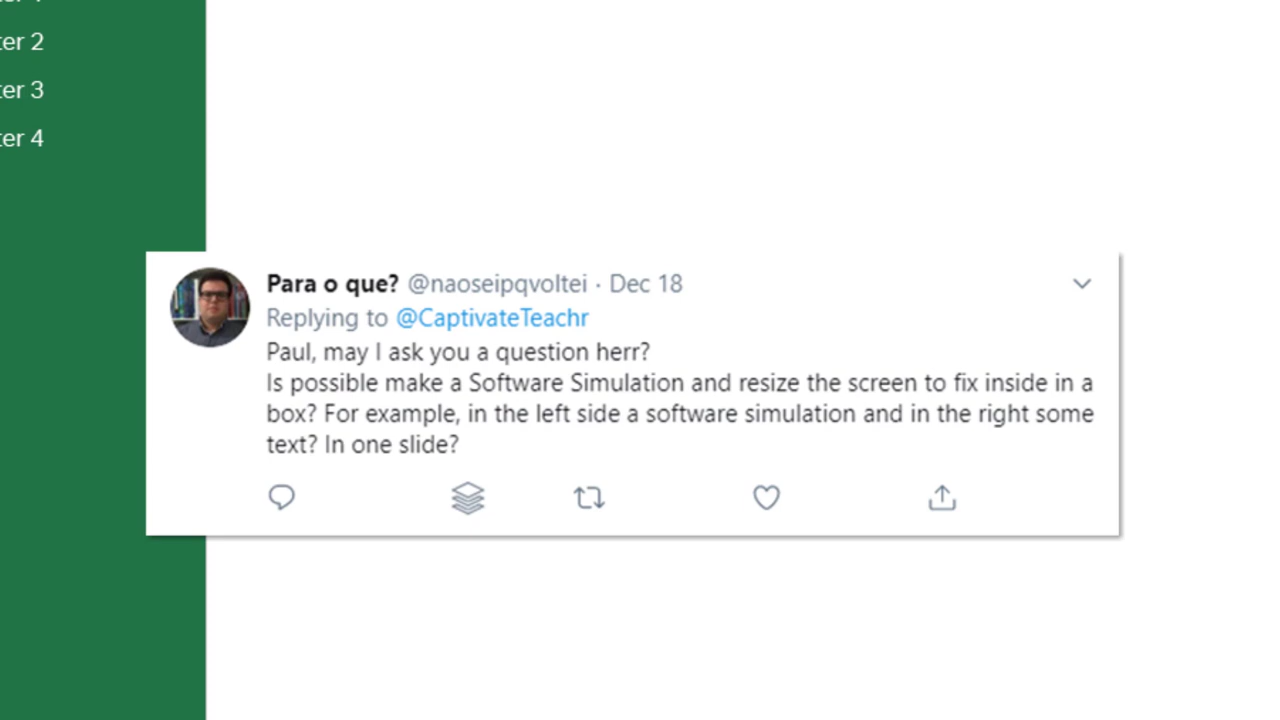 ter 2
ter 3
ter 4
Para o que? @naoseipqvoltei · Dec 18
Replying to @CaptivateTeachr
Paul, may I ask you a question herr?
Is possible make a Software Simulation and resize the screen to fix inside in a
box? For example, in the left side a software simulation and in the right some
text? In one slide?